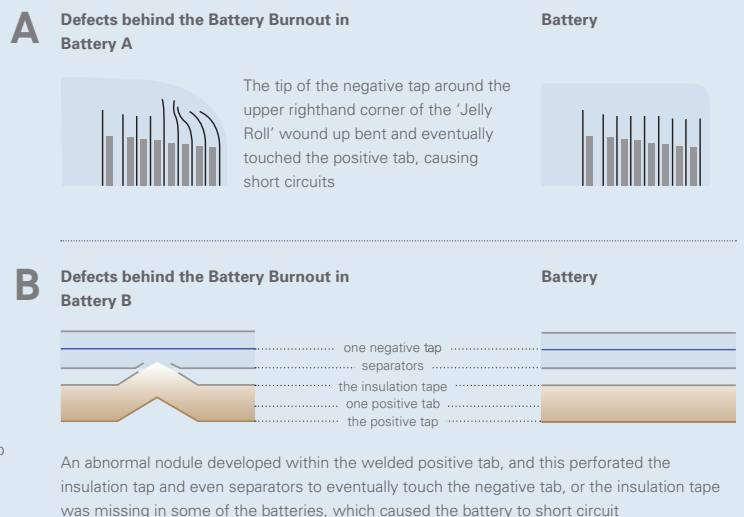 A
Defects behind the Battery Burnout in
Battery A
Battery
The tip of the negative tap around the
upper righthand corner of the ‘Jelly
Roll’ wound up bent and eventually
touched the positive tab, causing
short circuits
B
Defects behind the Battery Burnout in
Battery B
Battery
one negative tap
separators
the insulation tape
one positive tab
the positive tap
An abnormal nodule developed within the welded positive tab, and this perforated the
insulation tap and even separators to eventually touch the negative tab, or the insulation tape
was missing in some of the batteries, which caused the battery to short circuit